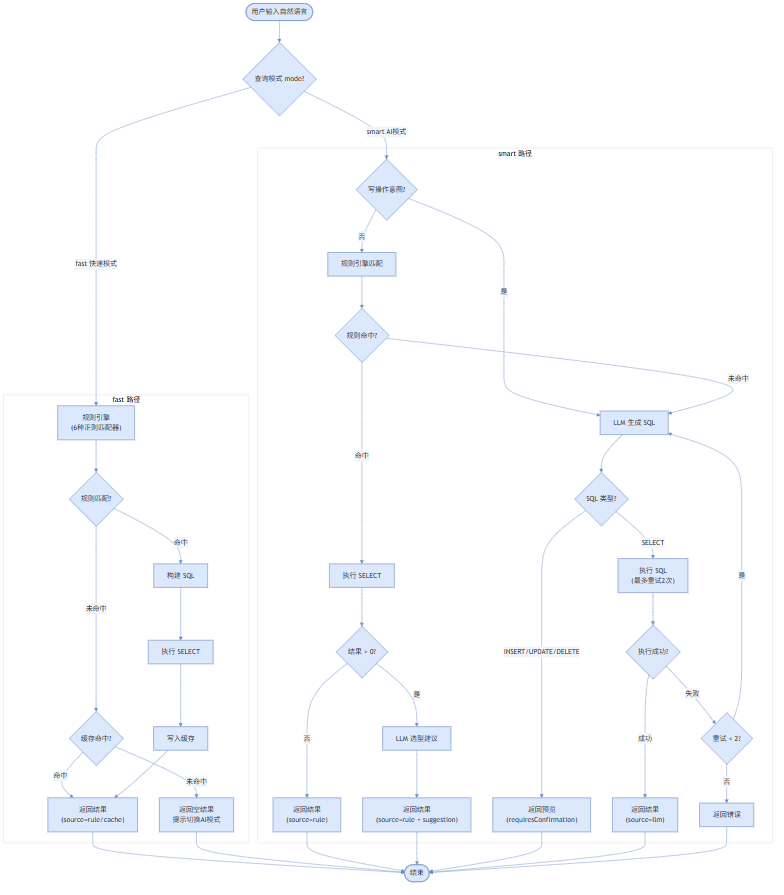 用户输入自然语言
查询模式 mode?
smart AI模式
smart 路径
写操作意图?
否
规则引擎匹配
fast 快速模式
是
规则命中?
未命中
fast 路径
规则引擎
(6种正则匹配器)
LLM 生成 SQL
命中
规则匹配?
SQL 类型?
命中
SELECT
构建 SQL
执行 SELECT
执行 SQL
(最多重试2次)
是
未命中
执行 SELECT
结果 > 0?
INSERT/UPDATE/DELETE
执行成功?
是
失败
缓存命中?
写入缓存
否
LLM 选型建议
成功
重试 < 2?
命中
未命中
否
返回结果
(source=rule/cache)
返回空结果
提示切换AI模式
返回结果
(source=rule)
返回结果
(source=rule + suggestion)
返回预览
(requiresConfirmation)
返回结果
(source=llm)
返回错误
结束